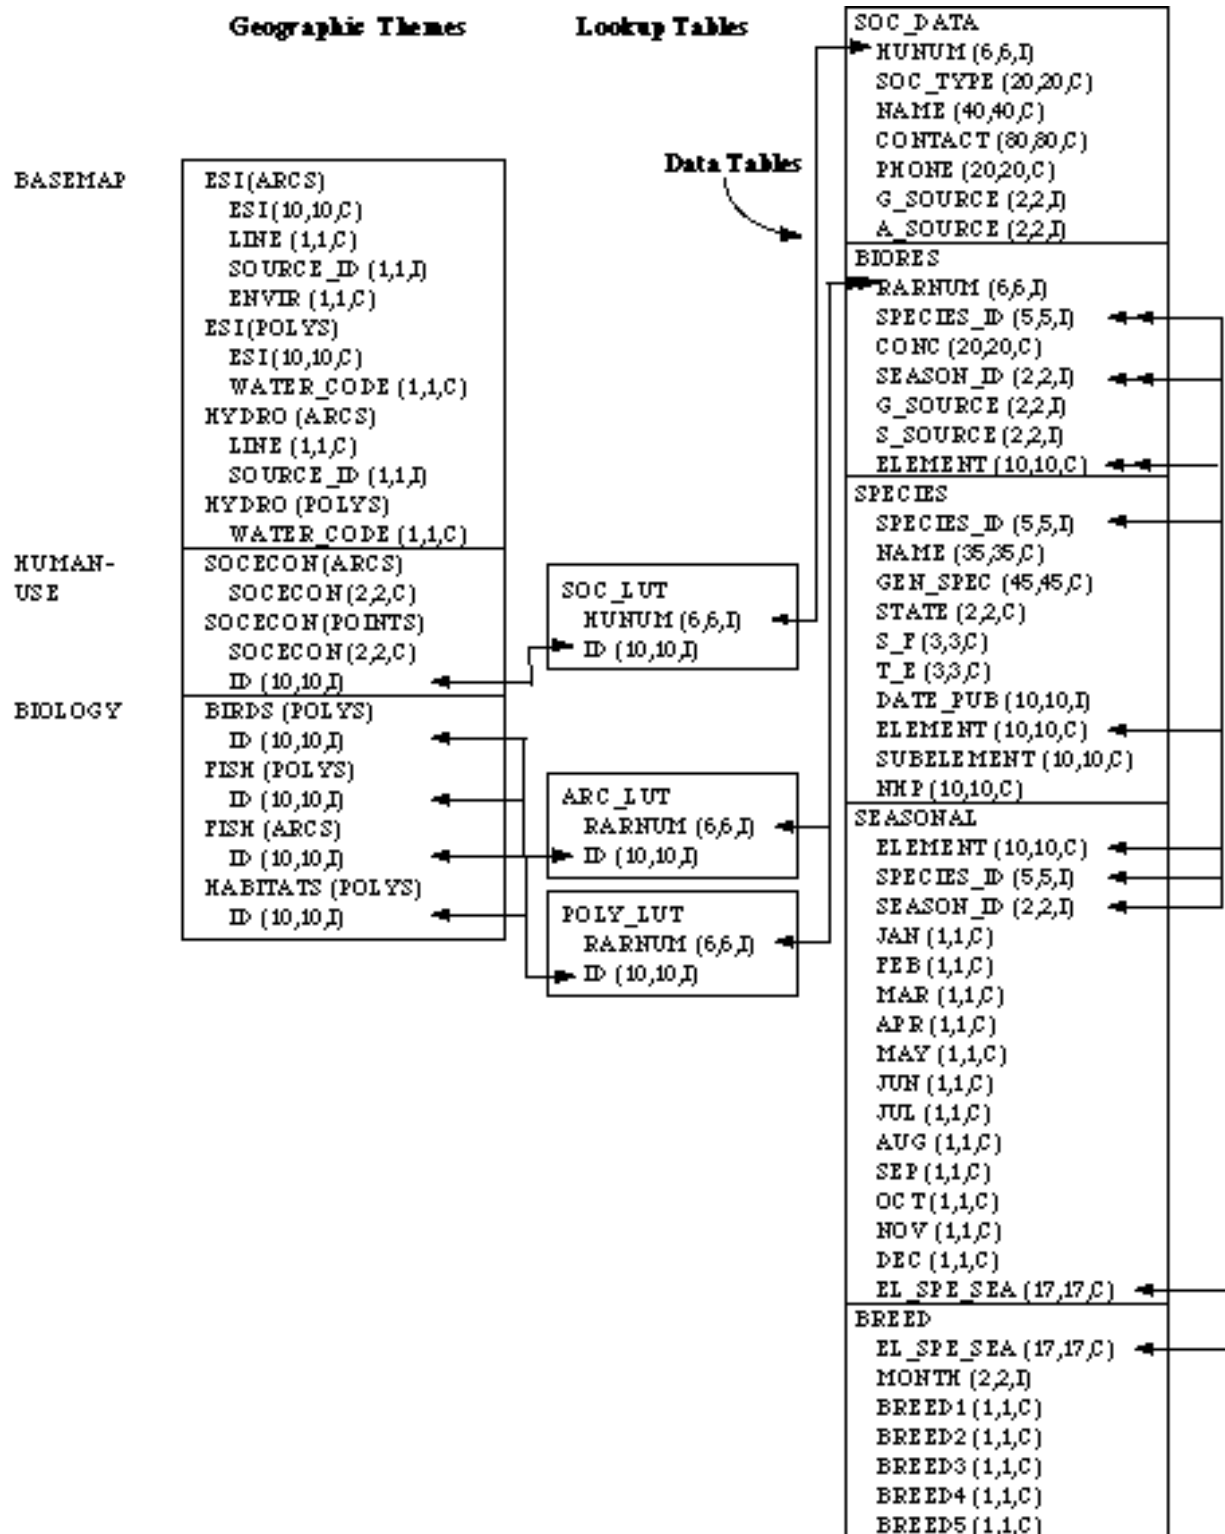 Geographic Themes
Lookup Tables
Data Tables
BASEMAP
ESI(ARCS)
ESI(10,10,C)
LINE (1,1,C)
SOURCE_ID (1,1,I)
ENVIR (1,1,C)
ESI(POLYS)
ESI(10,10,C)
WATER_CODE (1,1,C)
HYDRO (ARCS)
LINE (1,1,C)
SOURCE_ID (1,1,I)
HYDRO (POLYS)
WATER_CODE (1,1,C)
HUMAN-
USE
SOCECON(ARCS)
SOCECON(2,2,C)
SOCECON(POINTS)
SOCECON(2,2,C)
ID (10,10,I)
BIOLOGY
BIRDS (POLYS)
ID (10,10,I)
FISH (POLYS)
ID (10,10,I)
FISH (ARCS)
ID (10,10,I)
HABITATS (POLYS)
ID (10,10,I)
SOC_LUT
HUNUM (6,6,I)
ID (10,10,I)
ARC_LUT
RARNUM (6,6,I)
ID (10,10,I)
POLY_LUT
RARNUM (6,6,I)
ID (10,10,I)
SOC_DATA
HUNUM (6,6,I)
SOC_TYPE (20,20,C)
NAME (40,40,C)
CONTACT (80,80,C)
PHONE (20,20,C)
G_SOURCE (2,2,I)
A_SOURCE (2,2,I)
BIORES
RARNUM (6,6,I)
SPECIES_ID (5,5,I)
CONC (20,20,C)
SEASON_ID (2,2,I)
G_SOURCE (2,2,I)
S_SOURCE (2,2,I)
ELEMENT (10,10,C)
SPECIES
SPECIES_ID (5,5,I)
NAME (35,35,C)
GEN_SPEC (45,45,C)
STATE (2,2,C)
S_F (3,3,C)
T_E (3,3,C)
DATE_PUB (10,10,I)
ELEMENT (10,10,C)
SUBELEMENT (10,10,C)
NHP (10,10,C)
SEASONAL
ELEMENT (10,10,C)
SPECIES_ID (5,5,I)
SEASON_ID (2,2,I)
JAN (1,1,C)
FEB (1,1,C)
MAR (1,1,C)
APR (1,1,C)
MAY (1,1,C)
JUN (1,1,C)
JUL (1,1,C)
AUG (1,1,C)
SEP (1,1,C)
OCT (1,1,C)
NOV (1,1,C)
DEC (1,1,C)
EL_SPE_SEA (17,17,C)
BREED
EL_SPE_SEA (17,17,C)
MONTH (2,2,I)
BREED1 (1,1,C)
BREED2 (1,1,C)
BREED3 (1,1,C)
BREED4 (1,1,C)
BREED5 (1,1,C)